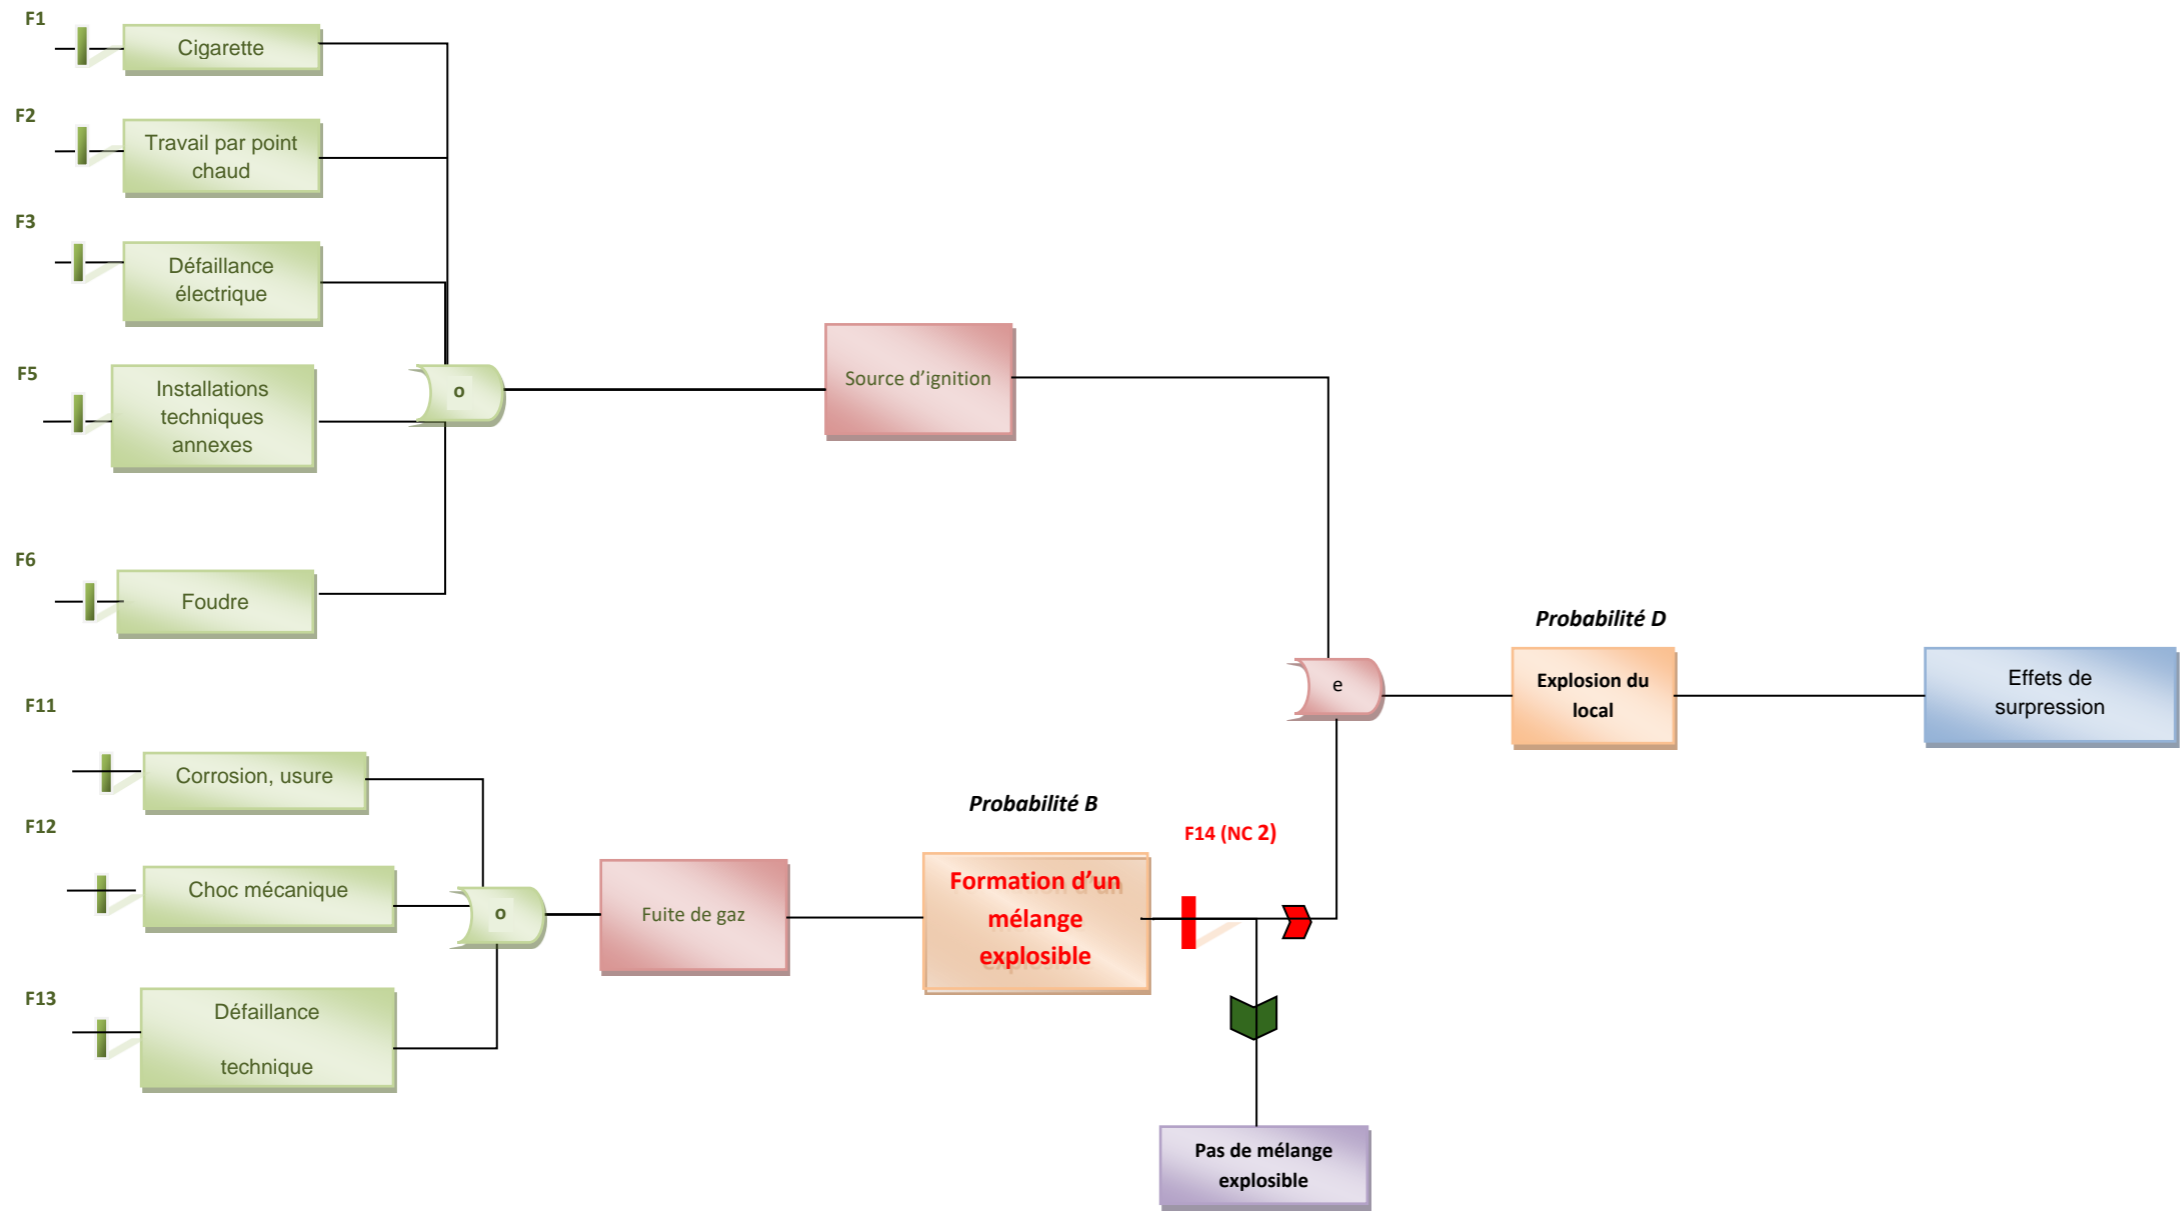 F1
Cigarette
F2
Travail par point
chaud
F3
Défaillance
électrique
F5
Installations
techniques
annexes
o
Source d'ignition
F6
Foudre
Probabilité D
e
Explosion du
local
Effets de
surpression
F11
Corrosion, usure
F12
Choc mécanique
o
Fuite de gaz
Probabilité B
Formation d'un
mélange
explosible
F14 (NC 2)
F13
Défaillance
technique
Pas de mélange
explosible